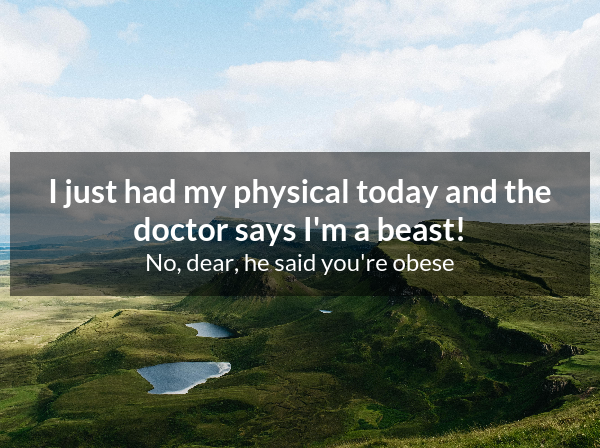 I just had my physical today and the
doctor says I'm a beast!
No, dear, he said you're obese